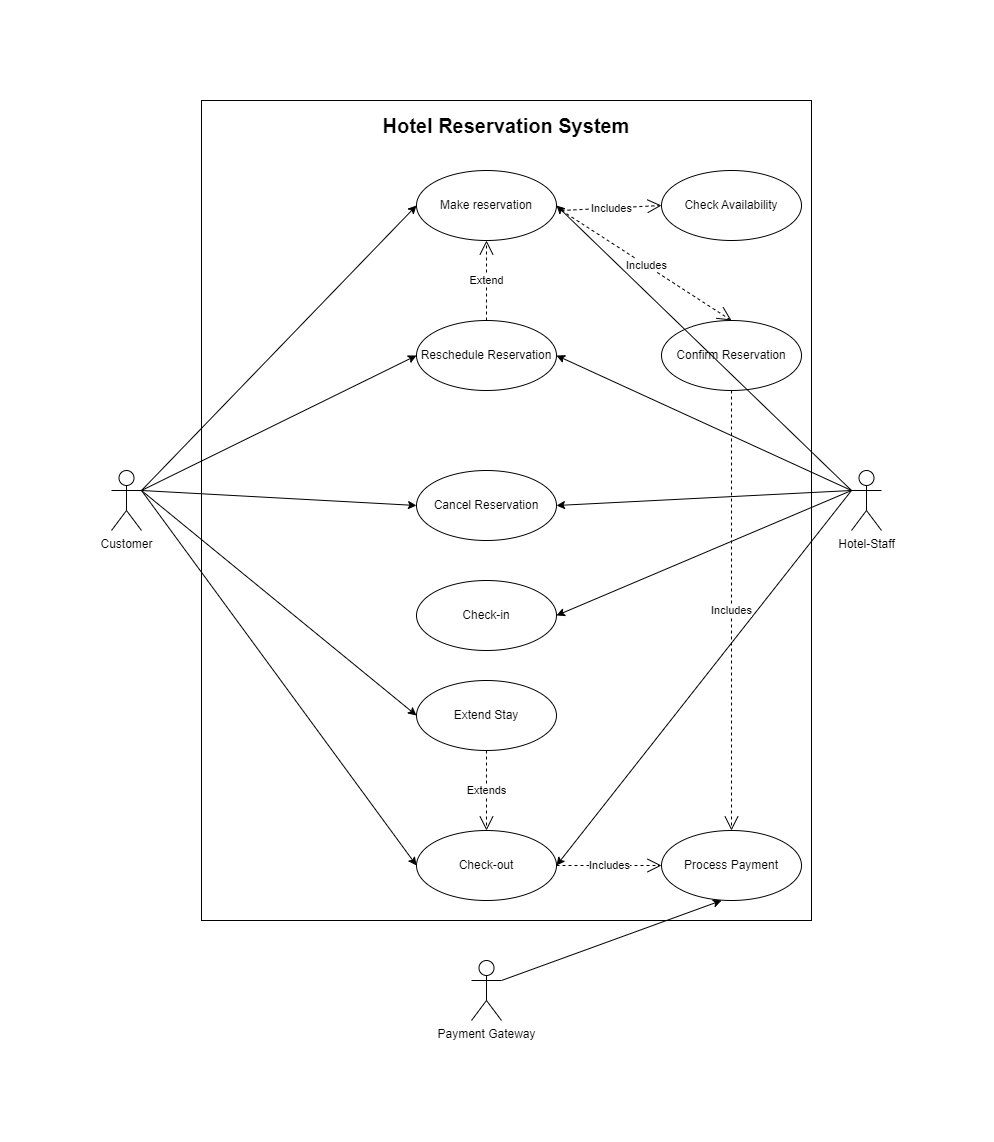 Hotel Reservation System
Make reservation
Includes
Check Availability
Includes
Extend
Reschedule Reservation
Confirm Reservation
Cancel Reservation
Customer
Hotel-Staff
Check-in
Includes
Extend Stay
Extends
Check-out
Includes
Process Payment
Payment Gateway